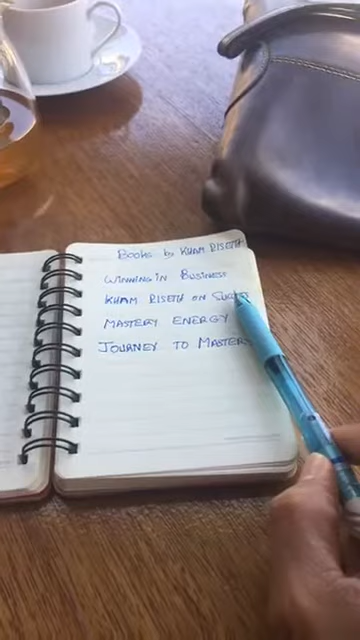 Books by KHAM RISETH
WINNING IN BUSINESS
KHAM RISETH ON
MASTERY ENERGY
JOURNEY TO MASTERY